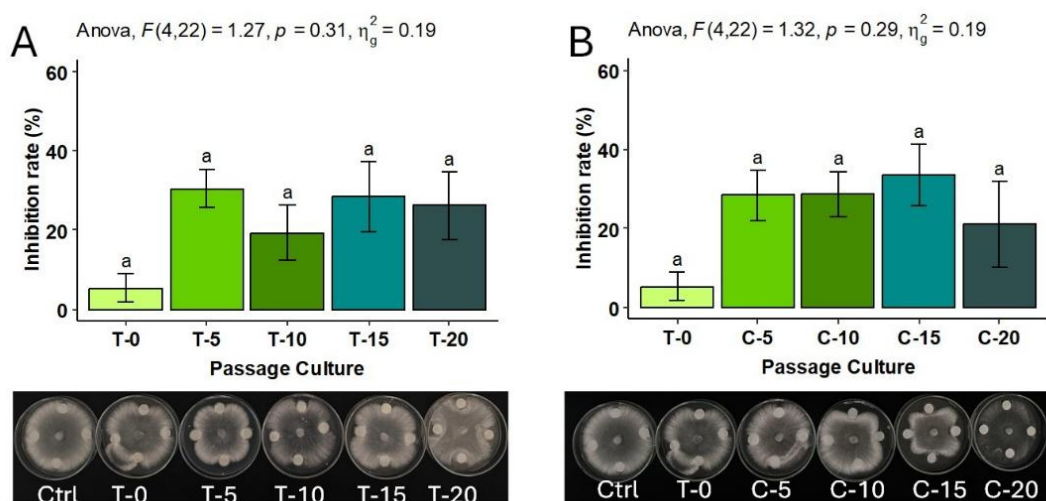 A
Anova, F(4,22) = 1.27, p = 0.31, η²g = 0.19
Inhibition rate (%)
60
40
20
0
a
a
a
a
a
T-0 T-5 T-10 T-15 T-20
Passage Culture
Ctrl T-0 T-5 T-10 T-15 T-20
B
Anova, F(4,22) = 1.32, p = 0.29, η²g = 0.19
Inhibition rate (%)
60
40
20
0
a
a
a
a
a
T-0 C-5 C-10 C-15 C-20
Passage Culture
Ctrl T-0 C-5 C-10 C-15 C-20